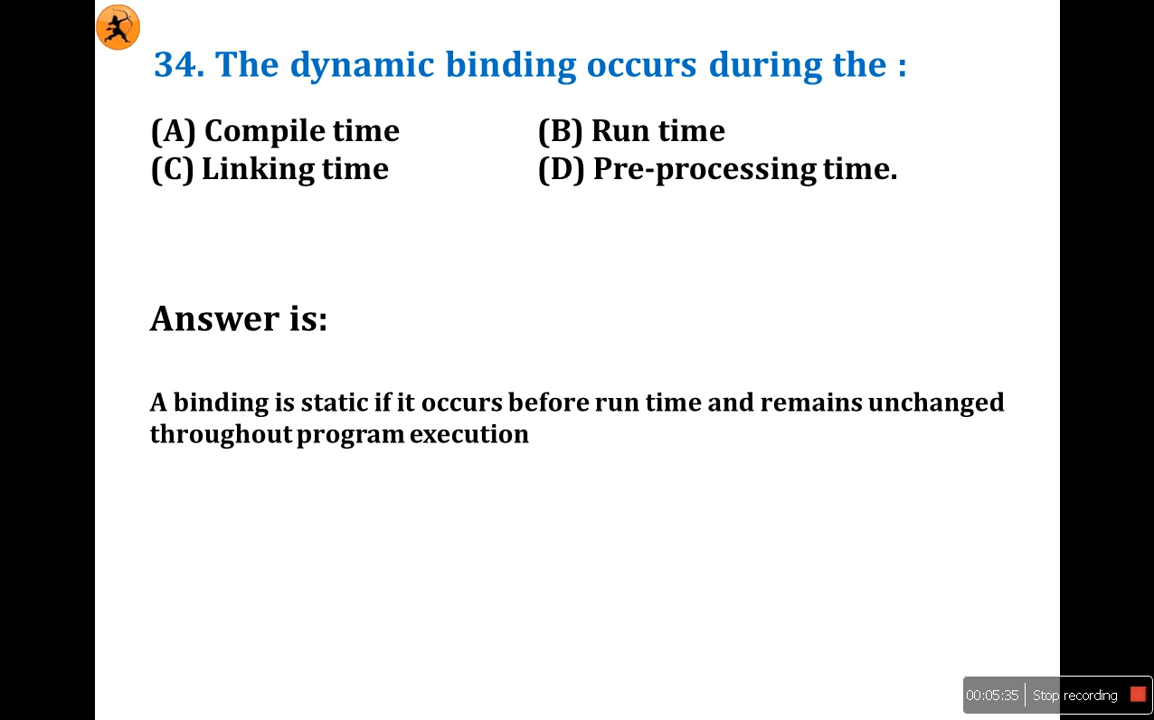 34. The dynamic binding occurs during the :
(A) Compile time (B) Run time
(C) Linking time (D) Pre-processing time.
Answer is:
A binding is static if it occurs before run time and remains unchanged
throughout program execution
00:05:35 Stop recording